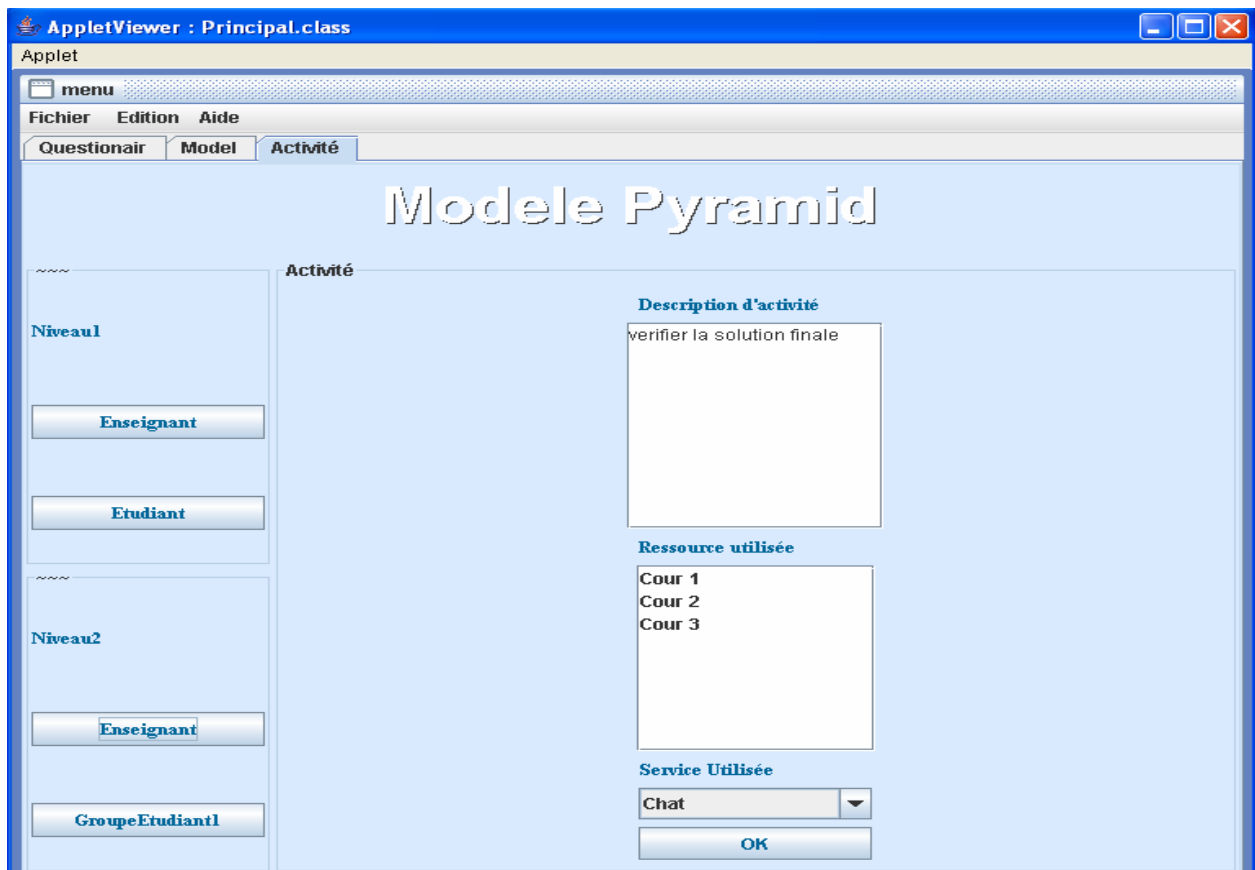 AppletViewer : Principal.class
Applet
menu
Fichier Edition Aide
Questionair Model Activité
Modele Pyramid
~~~
Niveau1
Enseignant
Etudiant
~~~
Niveau2
Enseignant
GroupeEtudiant1
Activité
Description d'activité
verifier la solution finale
Ressource utilisée
Cour 1
Cour 2
Cour 3
Service Utilisée
Chat
OK